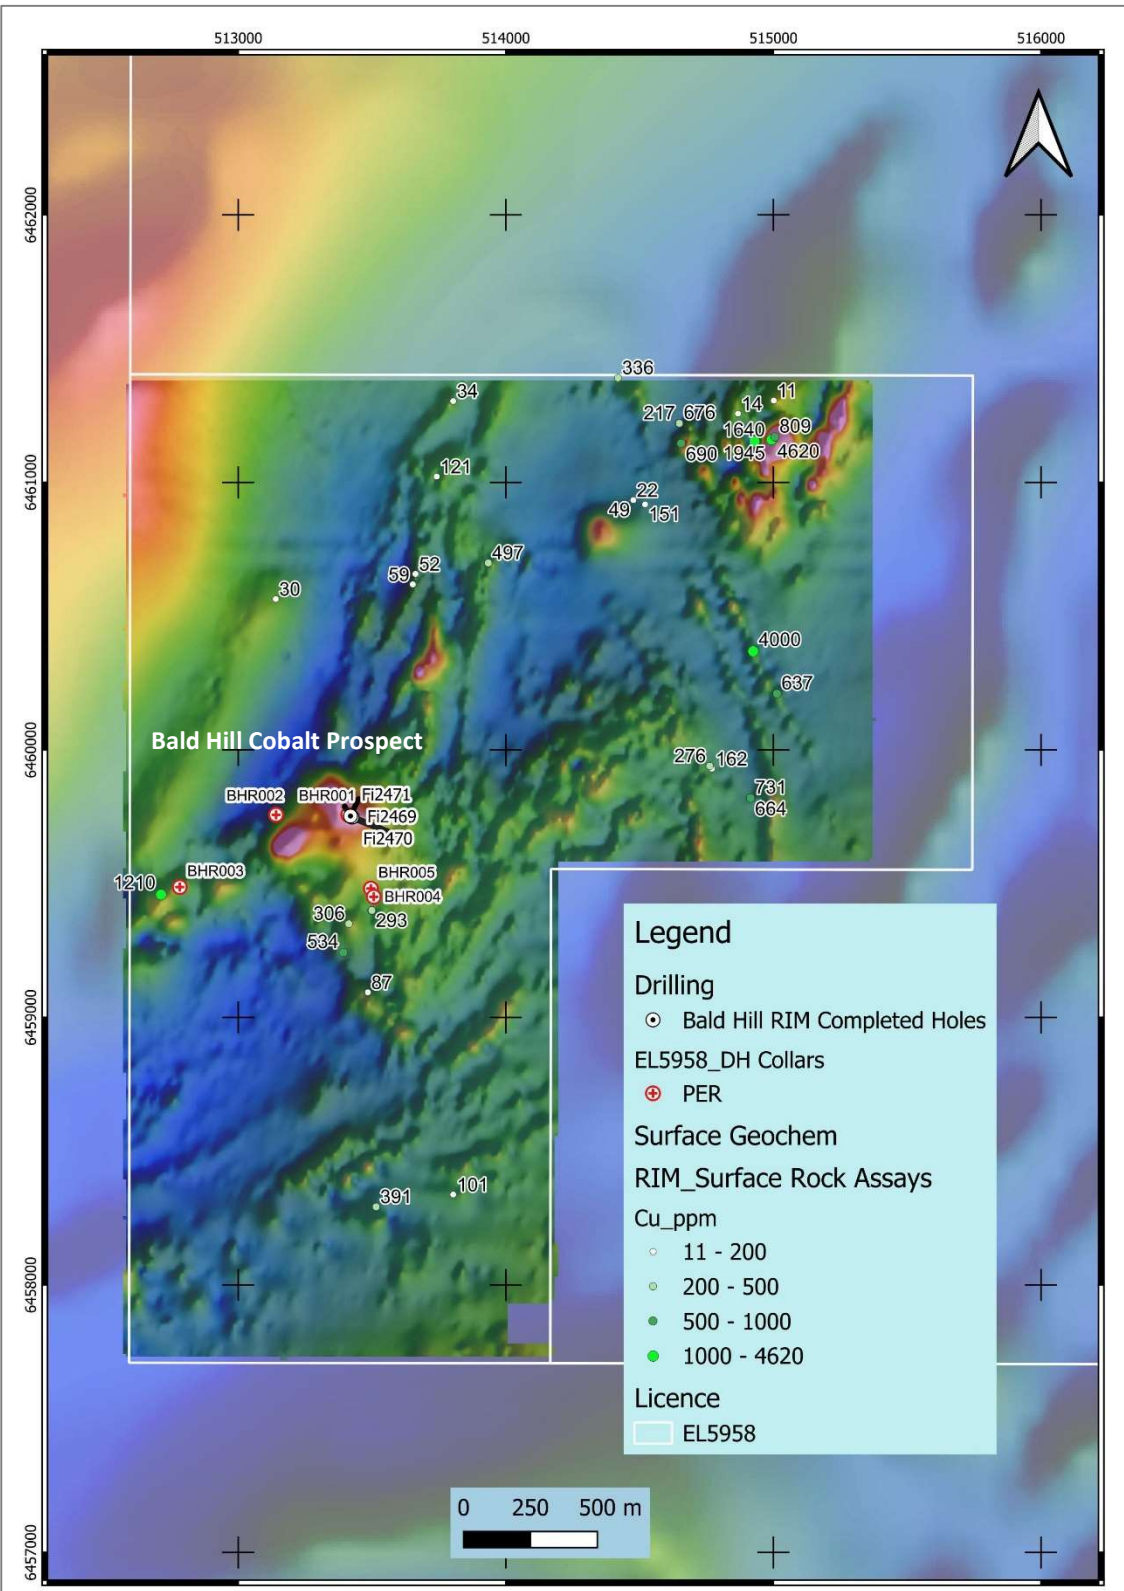 513000
514000
515000
516000
6462000
6461000
6460000
6459000
6458000
6457000
336
34
11
14
217
676
809
1640
690
1945
4620
121
22
49
151
497
52
59
30
4000
637
Bald Hill Cobalt Prospect
276
162
731
664
BHR002
BHR001
Fi2471
Fi2469
Fi2470
BHR003
BHR005
1210
BHR004
306
293
534
87
101
391
Legend
Drilling
Bald Hill RIM Completed Holes
EL5958_DH Collars
PER
Surface Geochem
RIM_Surface Rock Assays
Cu_ppm
11 - 200
200 - 500
500 - 1000
1000 - 4620
Licence
EL5958
0 250 500 m